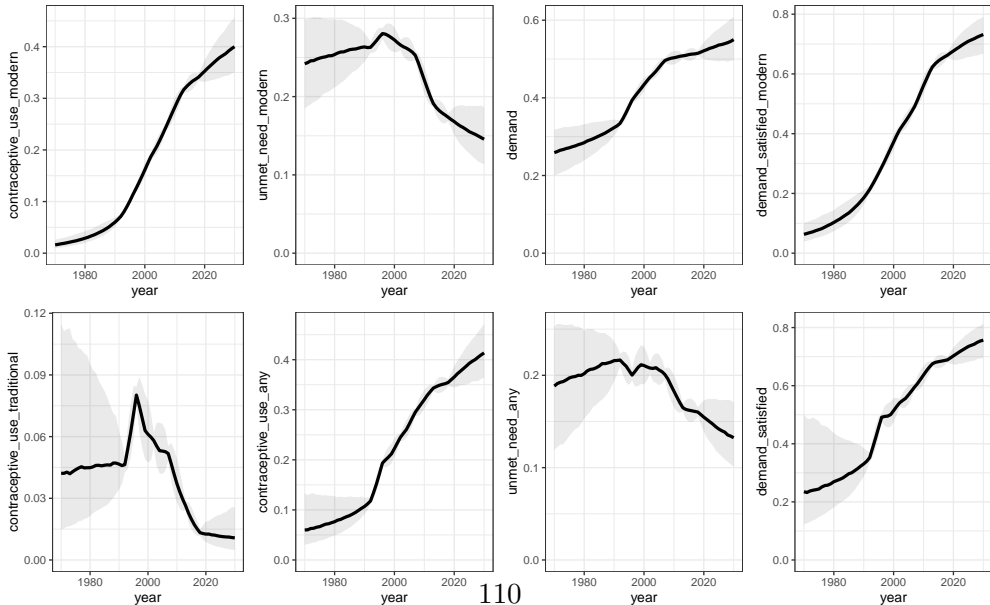 contraceptive_use_modern
0.4
0.3
0.2
0.1
0.0
1980 2000 2020
year
unmet_need_modern
0.3
0.2
0.1
0.0
1980 2000 2020
year
demand
0.6
0.4
0.2
0.0
1980 2000 2020
year
demand_satisfied_modern
0.8
0.6
0.4
0.2
0.0
1980 2000 2020
year
contraceptive_use_traditional
0.12
0.09
0.06
0.03
0.00
1980 2000 2020
year
contraceptive_use_any
0.4
0.3
0.2
0.1
0.0
1980 2000 2020
year
unmet_need_any
0.2
0.1
0.0
1980 2000 2020
year
demand_satisfied
0.8
0.6
0.4
0.2
0.0
1980 2000 2020
year
110